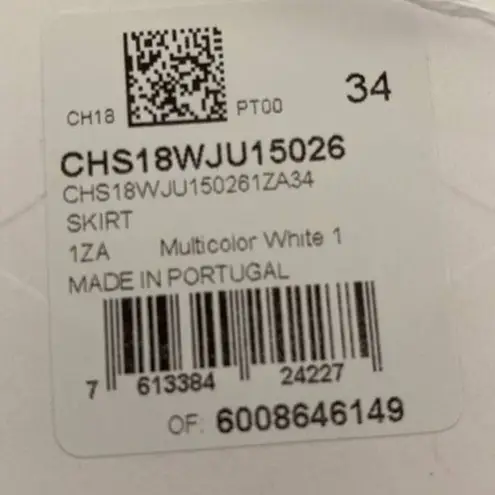 CH18 PT00 34
CHS18WJU15026
CHS18WJU150261ZA34
SKIRT
1ZA Multicolor White 1
MADE IN PORTUGAL
7 613384 24227
OF: 6008646149